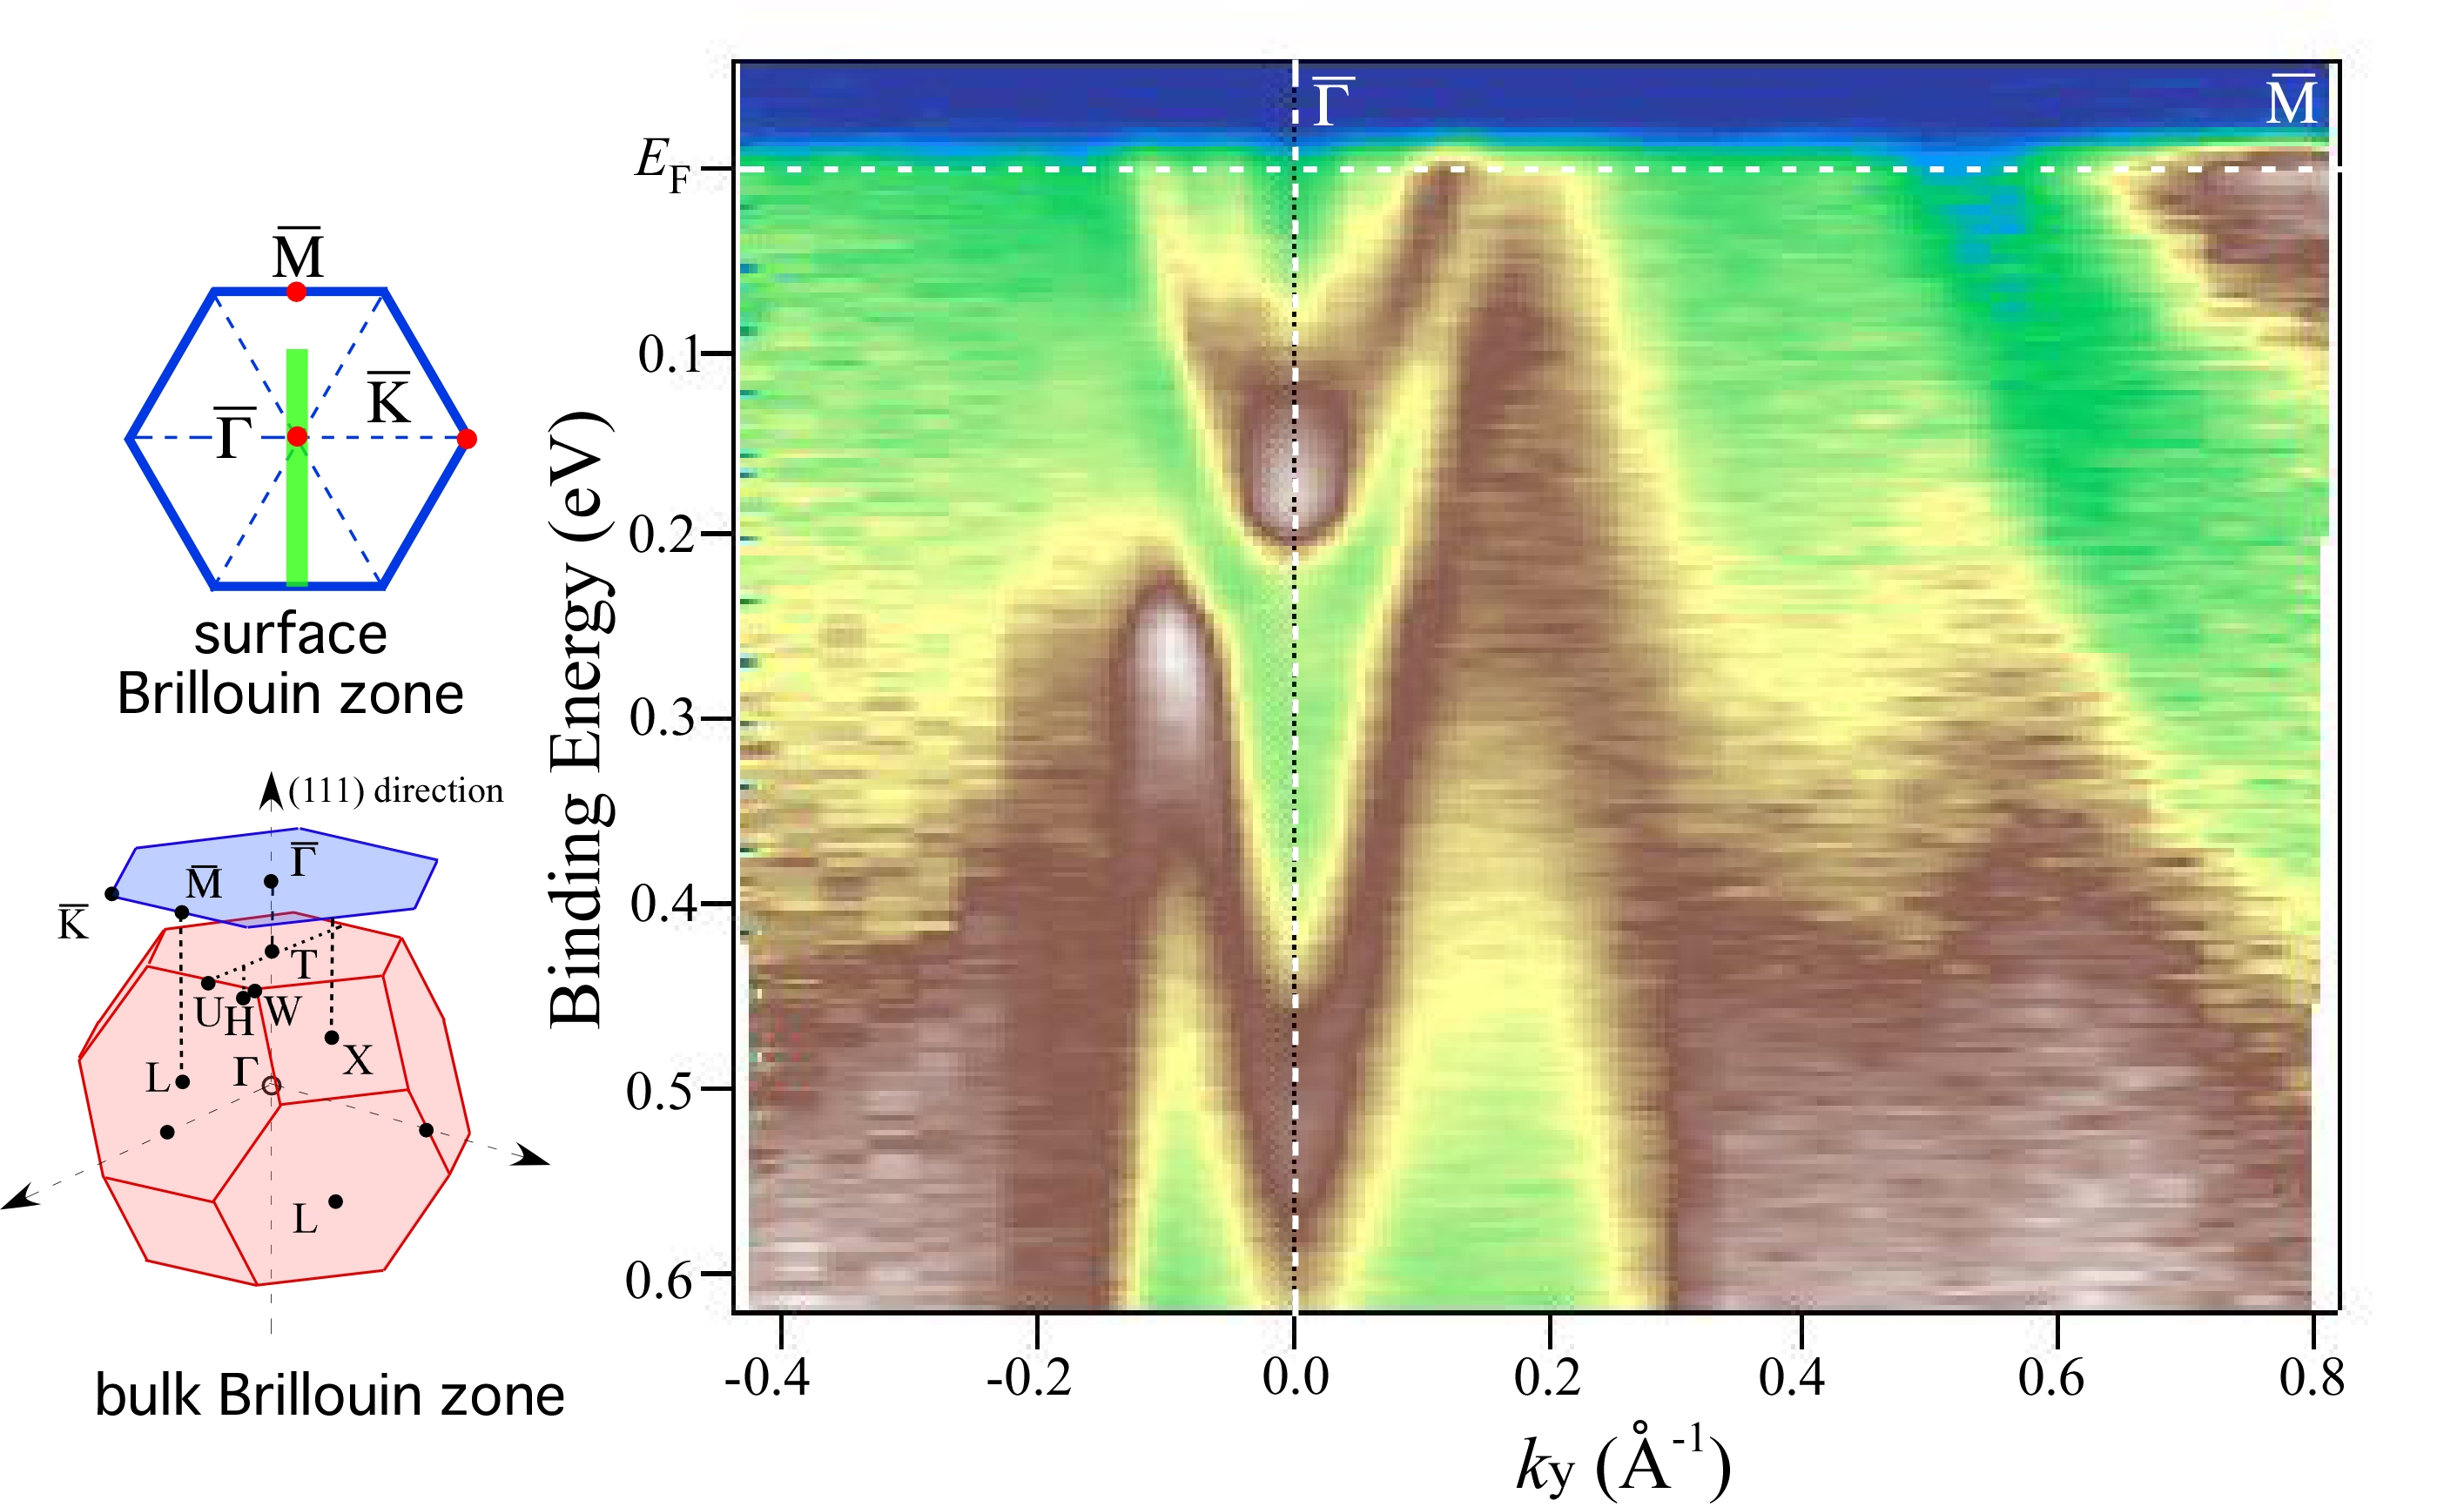 M̅
Γ̅
K̅
surface
Brillouin zone
(111) direction
Γ̅
M̅
K̅
T
U
H
W
L
Γ
X
L
bulk Brillouin zone
Γ̅
M̅
E_F
0.1
0.2
0.3
0.4
0.5
0.6
Binding Energy (eV)
-0.4
-0.2
0.0
0.2
0.4
0.6
0.8
ky (Å⁻¹)